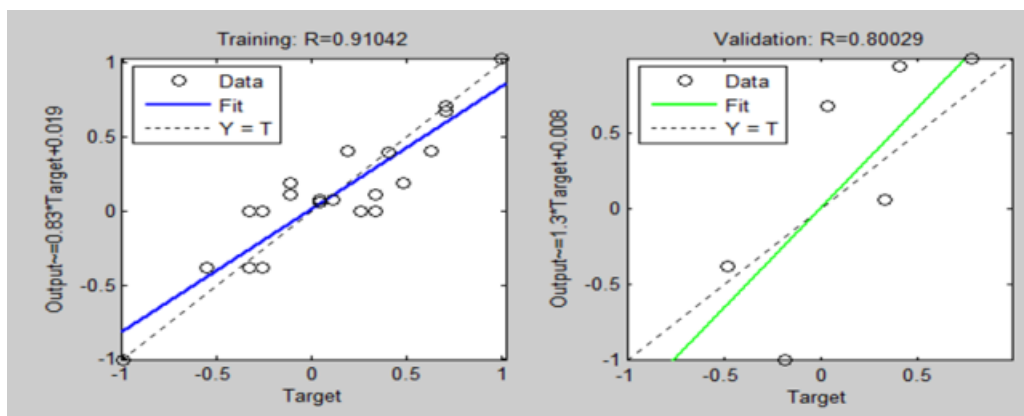 Training: R=0.91042
Output~=0.83*Target+0.019
1
0.5
0
-0.5
-1
Data
Fit
Y = T
-1
-0.5
0
0.5
1
Target
Validation: R=0.80029
Output~=1.3*Target+0.008
0.5
0
-0.5
-1
Data
Fit
Y = T
-1
-0.5
0
0.5
Target